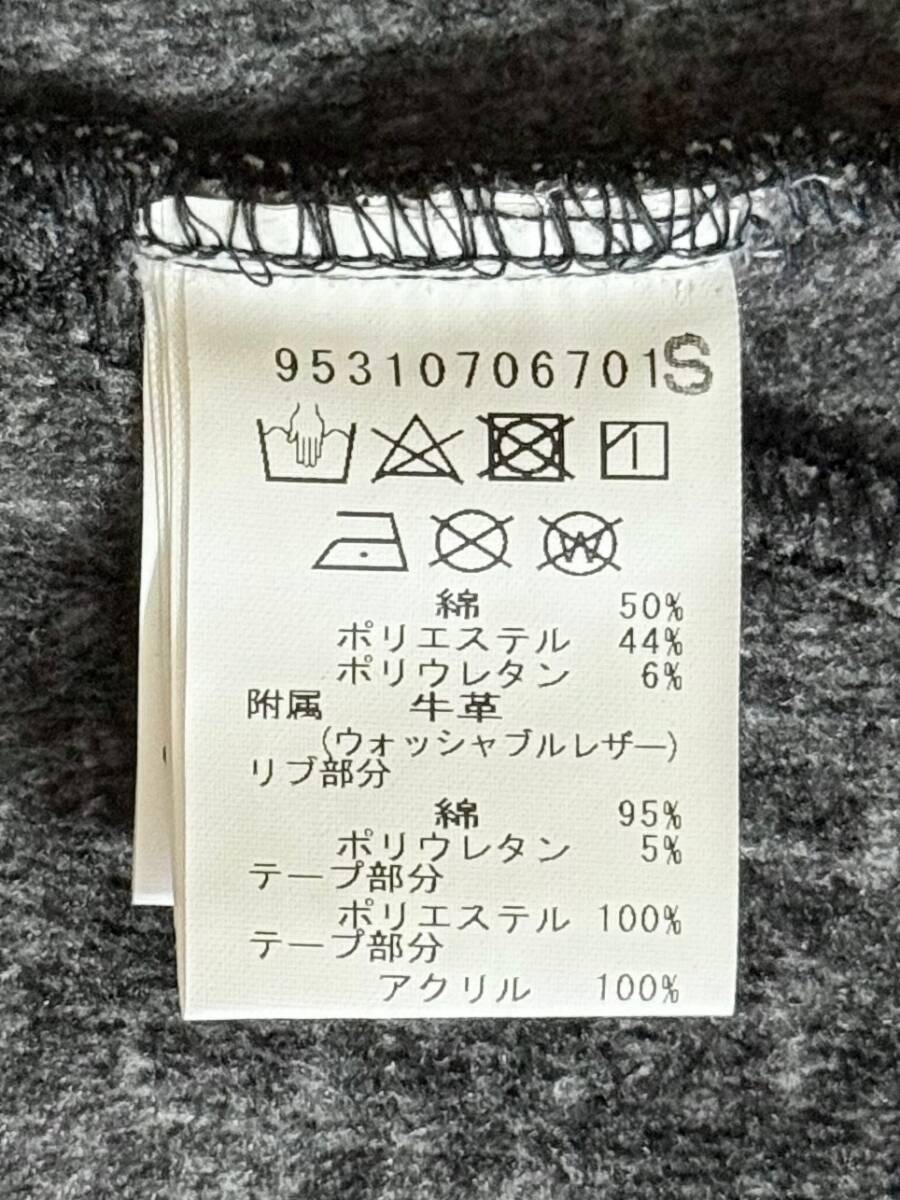 95310706701S
W
綿 50%
ポリエステル 44%
ポリウレタン 6%
附属 牛革
(ウォッシャブルレザー)
リブ部分
綿 95%
ポリウレタン 5%
テープ部分
ポリエステル 100%
テープ部分
アクリル 100%